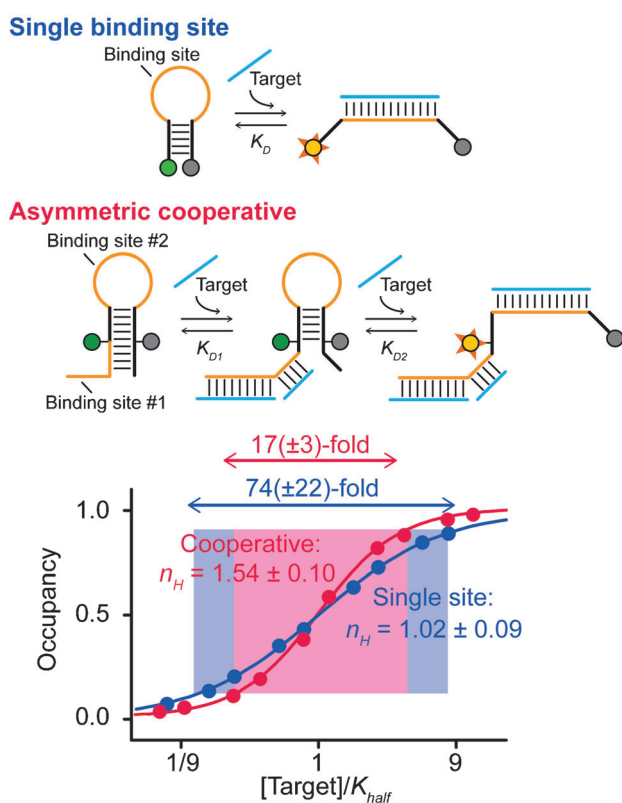 Single binding site
Binding site
Target
K_D
Asymmetric cooperative
Binding site #2
Target
Target
K_D1
K_D2
Binding site #1
17(±3)-fold
74(±22)-fold
1.0
Cooperative:
n_H = 1.54 ± 0.10
Occupancy
0.5
Single site:
n_H = 1.02 ± 0.09
0.0
1/9
1
9
[Target]/K_half